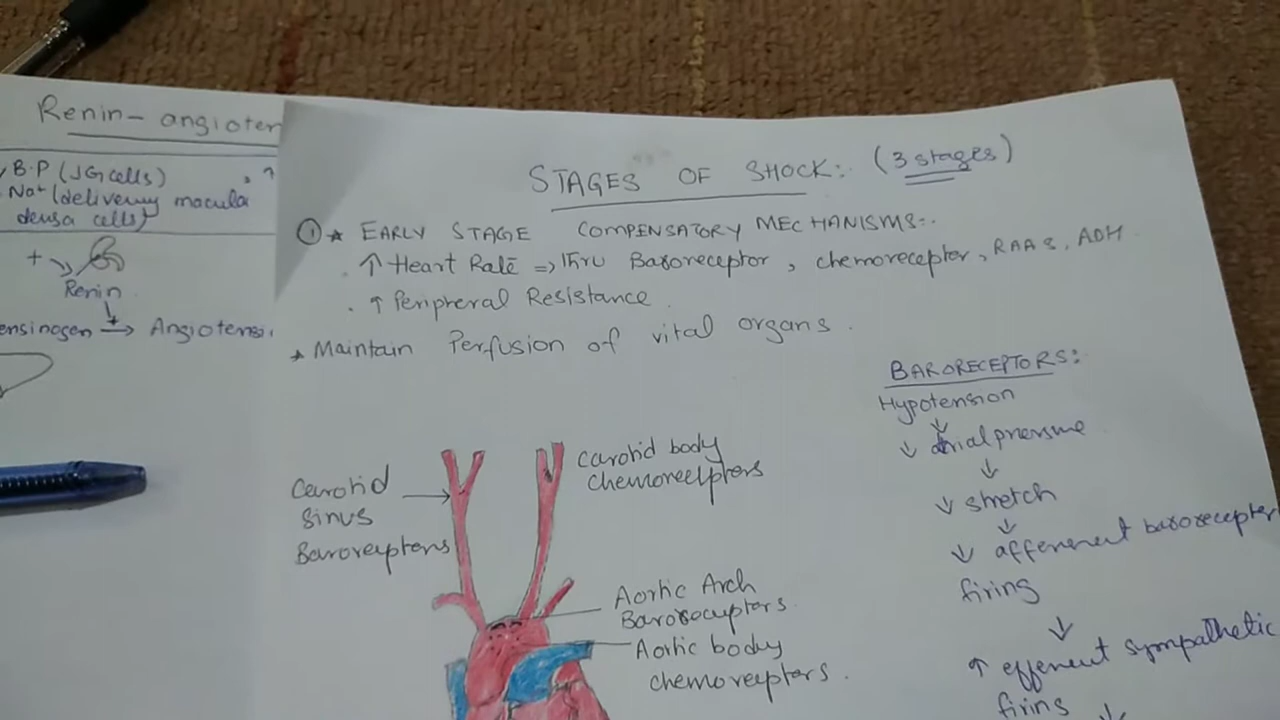 Renin- angioten
B.P (JG cells)
Na+ (delivery macula
densa cells)
+
Renin
ensinogen → Angiotensi
STAGES OF SHOCK:. (3 stages)
① * EARLY STAGE COMPENSATORY MECHANISMS:.
↑ Heart Rate => Thru Baroreceptor, chemoreceptor, RAAS, ADH
. ↑ Peripheral Resistance.
* Maintain Perfusion of vital organs.
Carotid
sinus
Baroreceptors
Carotid body
chemoreceptors
Aortic Arch
Baroreceptors.
Aortic body
chemoreceptors.
BARORECEPTORS:
Hypotension
↓
↓ atrial pressure
↓
↓ stretch
↓
↓ afferent baroreceptor
firing
↓
↑ efferent sympathetic
firing
↓